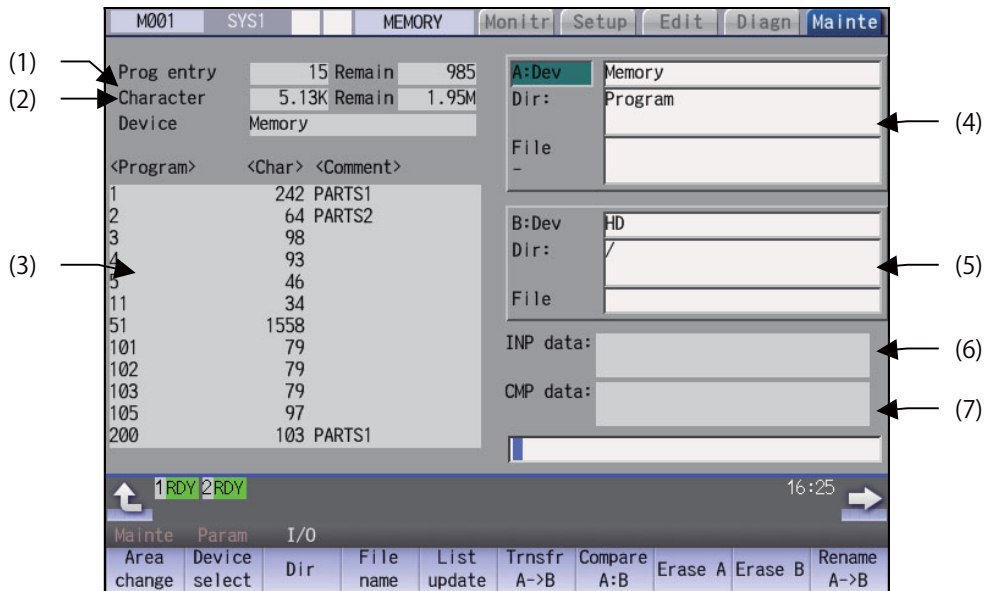 M001 SYS1 MEMORY Monitr Setup Edit Diagn Mainte
(1)
Prog entry 15 Remain 985
(2)
Character 5.13K Remain 1.95M
Device Memory
<Program> <Char> <Comment>
1 242 PARTS1
2 64 PARTS2
3 98
4 93
(3)
5 46
11 34
51 1558
101 79
102 79
103 79
105 97
200 103 PARTS1
A:Dev Memory
Dir: Program
(4)
File
-
B:Dev HD
Dir: /
(5)
File
INP data:
(6)
CMP data:
(7)
1 RDY 2 RDY 16:25
Mainte Param I/O
Area change
Device select
Dir
File name
List update
Trnsfr A->B
Compare A:B
Erase A
Erase B
Rename A->B